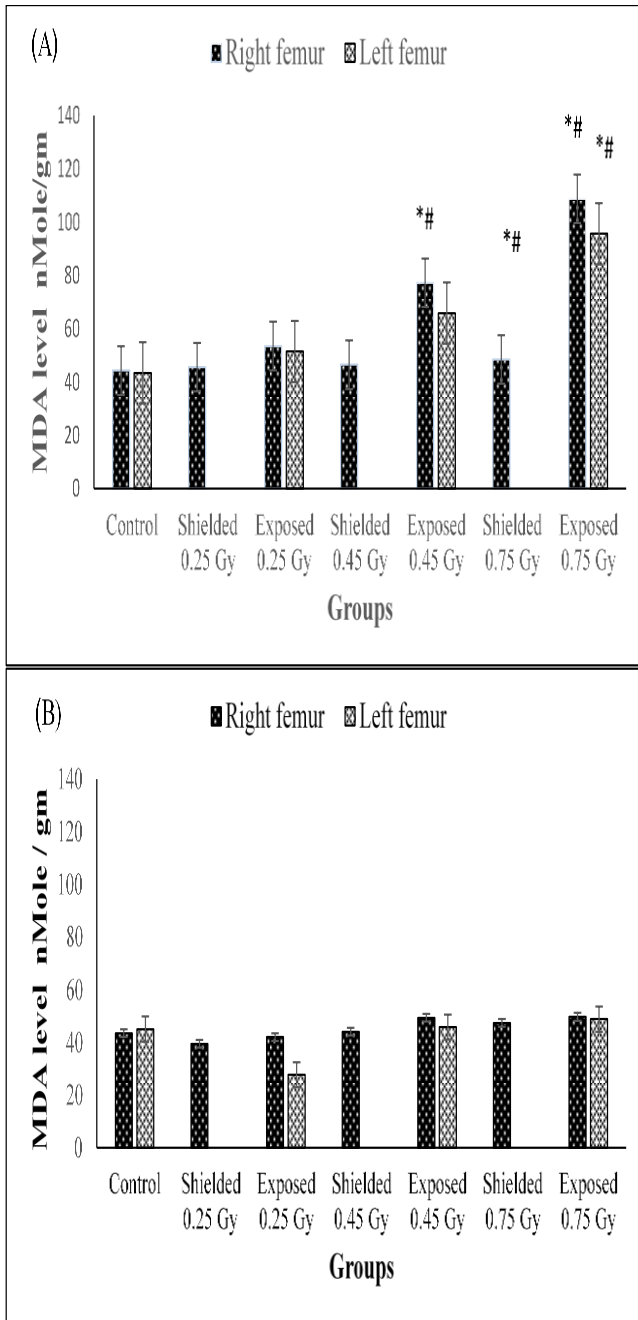 (A)
Right femur Left femur
MDA level nMole/gm
140
120
100
80
60
40
20
0
*#
*#
*#
*#
Control Shielded Exposed Shielded Exposed Shielded Exposed
0.25 Gy 0.25 Gy 0.45 Gy 0.45 Gy 0.75 Gy 0.75 Gy
Groups
(B)
Right femur Left femur
MDA level nMole / gm
140
120
100
80
60
40
20
0
Control Shielded Exposed Shielded Exposed Shielded Exposed
0.25 Gy 0.25 Gy 0.45 Gy 0.45 Gy 0.75 Gy 0.75 Gy
Groups